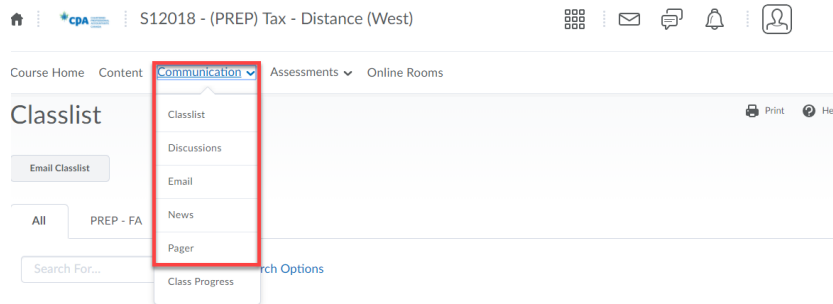 CPA S12018 - (PREP) Tax - Distance (West)
Course Home Content Communication Assessments Online Rooms
Classlist Print He
Classlist
Discussions
Email Classlist
Email
News
All PREP - FA
Pager
Search For... rch Options
Class Progress